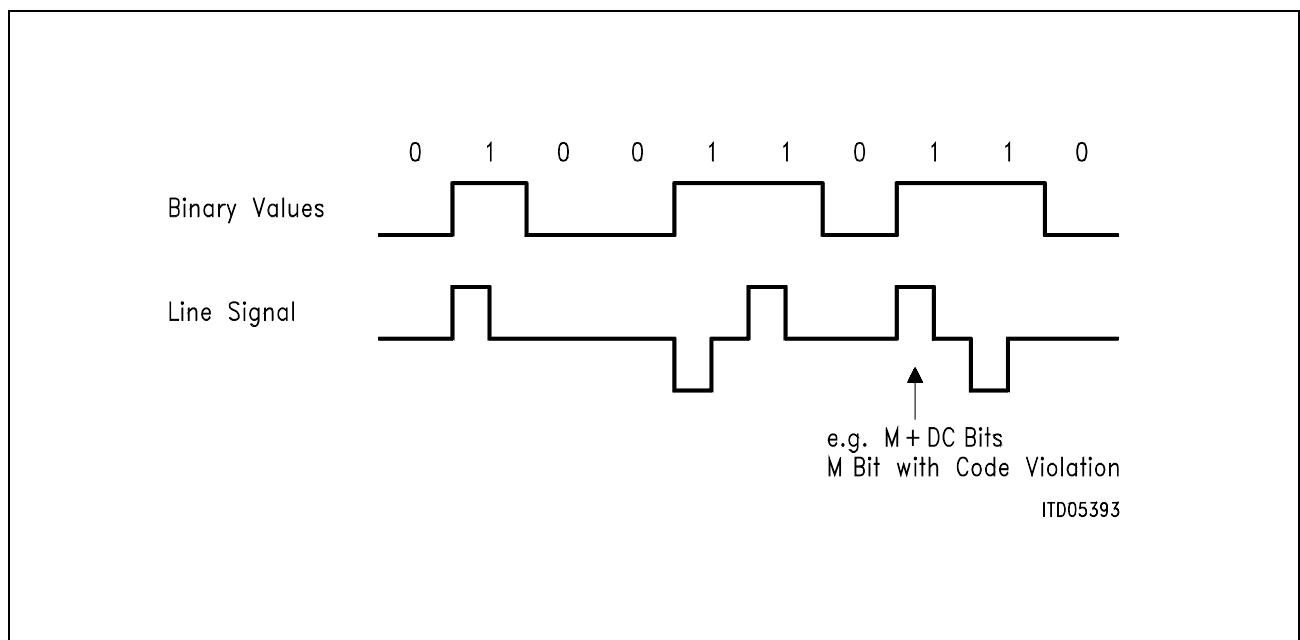 0 1 0 0 1 1 0 1 1 0
Binary Values
Line Signal
e.g. M + DC Bits
M Bit with Code Violation
ITD05393